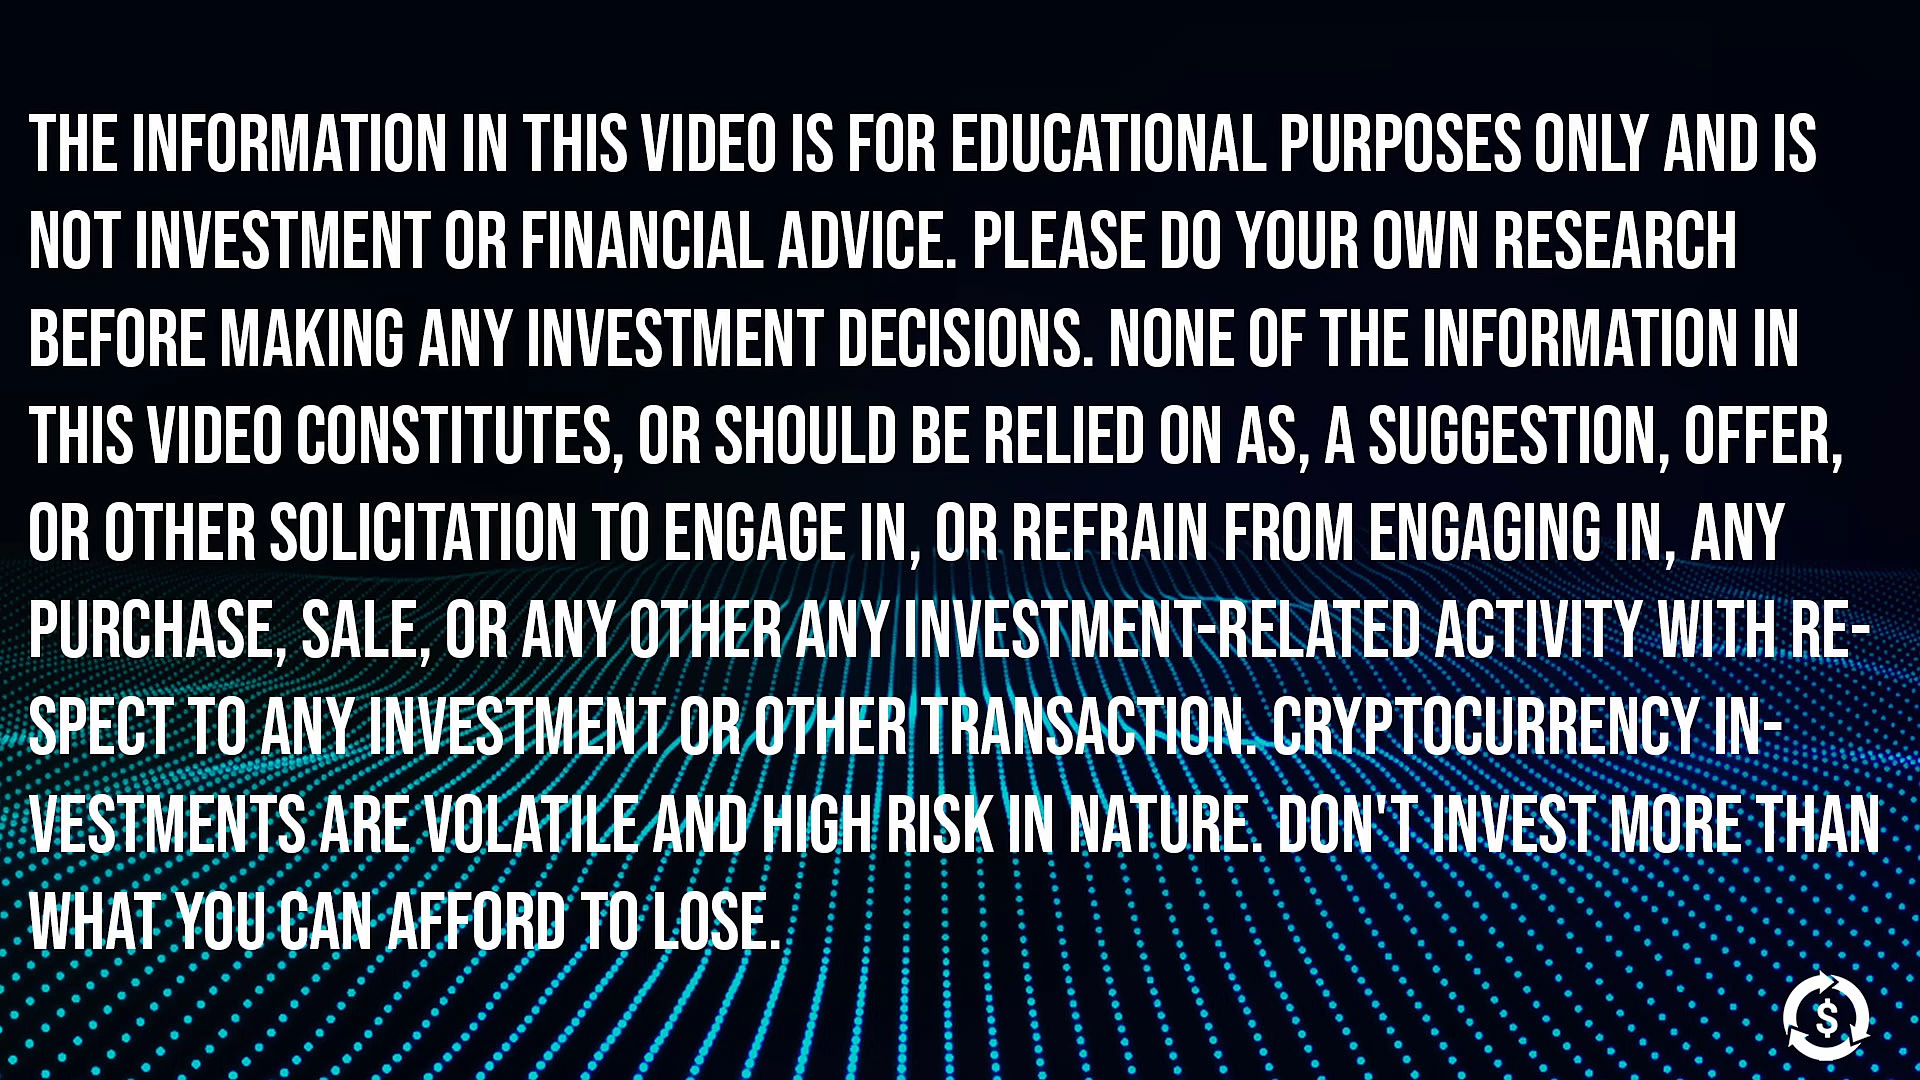 THE INFORMATION IN THIS VIDEO IS FOR EDUCATIONAL PURPOSES ONLY AND IS
NOT INVESTMENT OR FINANCIAL ADVICE. PLEASE DO YOUR OWN RESEARCH
BEFORE MAKING ANY INVESTMENT DECISIONS. NONE OF THE INFORMATION IN
THIS VIDEO CONSTITUTES, OR SHOULD BE RELIED ON AS, A SUGGESTION, OFFER,
OR OTHER SOLICITATION TO ENGAGE IN, OR REFRAIN FROM ENGAGING IN, ANY
PURCHASE, SALE, OR ANY OTHER ANY INVESTMENT-RELATED ACTIVITY WITH RE-
SPECT TO ANY INVESTMENT OR OTHER TRANSACTION. CRYPTOCURRENCY IN-
VESTMENTS ARE VOLATILE AND HIGH RISK IN NATURE. DON'T INVEST MORE THAN
WHAT YOU CAN AFFORD TO LOSE.
$